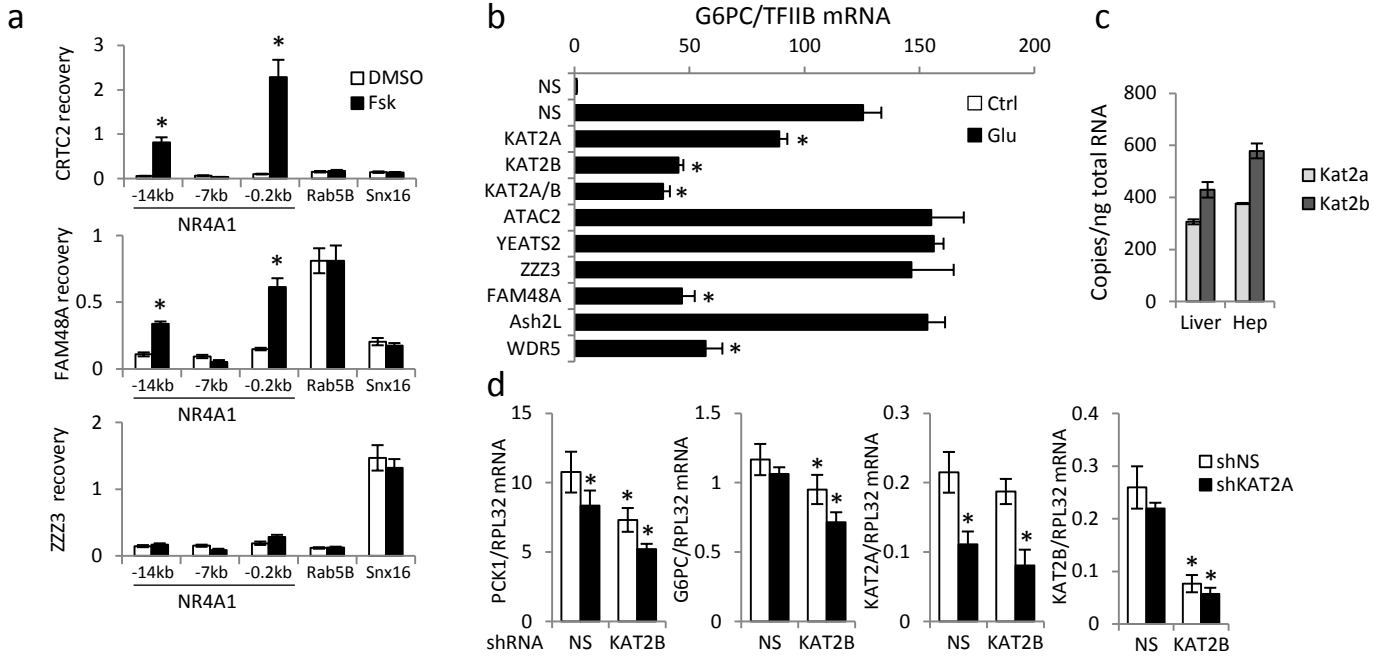 a
CRTC2 recovery
3
2
1
0
*
*
DMSO
Fsk
-14kb -7kb -0.2kb Rab5B Snx16
NR4A1
FAM48A recovery
1
0.5
0
*
*
-14kb -7kb -0.2kb Rab5B Snx16
NR4A1
ZZZ3 recovery
2
1
0
-14kb -7kb -0.2kb Rab5B Snx16
NR4A1
b
G6PC/TFIIB mRNA
0 50 100 150 200
NS
NS
KAT2A *
KAT2B *
KAT2A/B *
ATAC2
YEATS2
ZZZ3
FAM48A *
Ash2L
WDR5 *
Ctrl
Glu
c
Copies/ng total RNA
800
600
400
200
0
Liver Hep
Kat2a
Kat2b
d
PCK1/RPL32 mRNA
15
10
5
0
* * *
shRNA NS KAT2B
G6PC/RPL32 mRNA
1.5
1
0.5
0
* *
NS KAT2B
KAT2A/RPL32 mRNA
0.3
0.2
0.1
0
* *
NS KAT2B
KAT2B/RPL32 mRNA
0.4
0.3
0.2
0.1
0
* *
NS KAT2B
shNS
shKAT2A